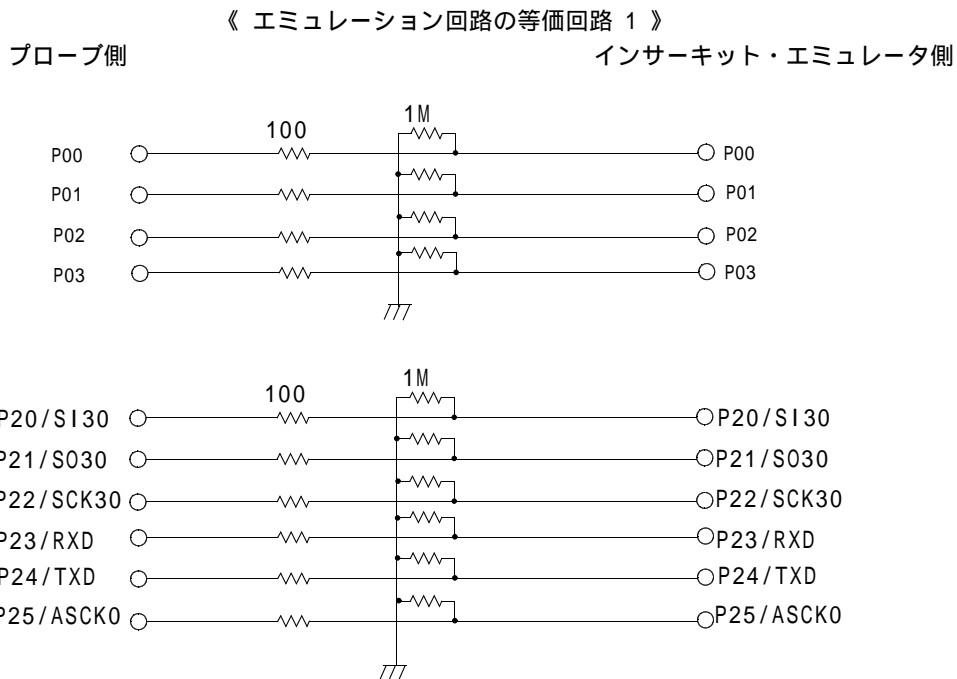 《 エミュレーション回路の等価回路 1 》
プローブ側 インサーキット・エミュレータ側
100 1M
P00 P00
P01 P01
P02 P02
P03 P03
100 1M
P20/SI30 P20/SI30
P21/SO30 P21/SO30
P22/SCK30 P22/SCK30
P23/RXD P23/RXD
P24/TXD P24/TXD
P25/ASCK0 P25/ASCK0